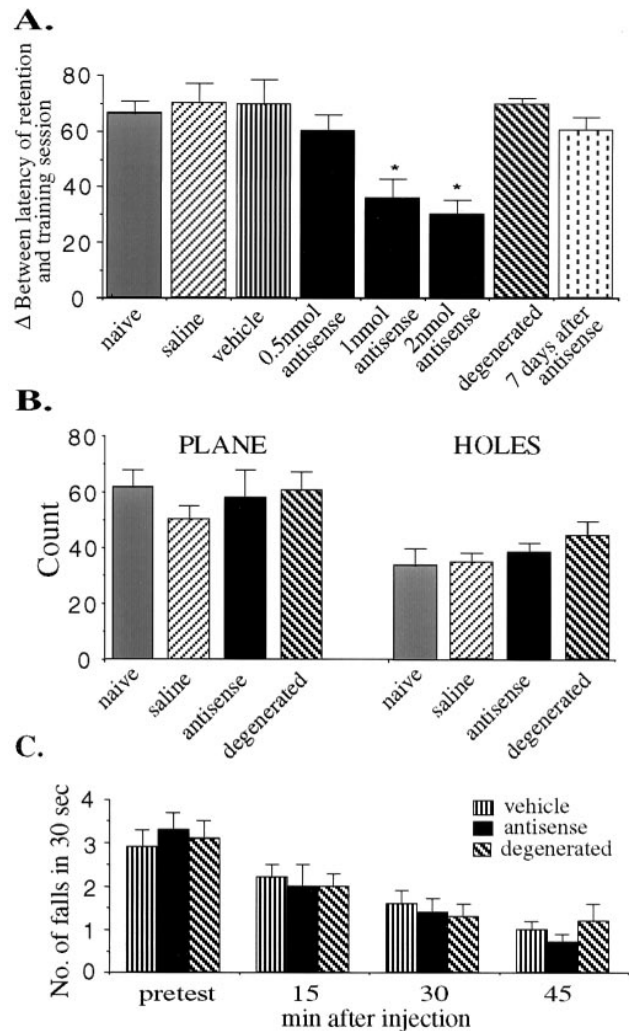 A.
Δ Between latency of retention
and training session
80
60
40
20
0
*
*
naive
saline
vehicle
0.5nmol
antisense
1nmol
antisense
2nmol
antisense
degenerated
7 days after
antisense
B.
80
60
40
20
0
Count
PLANE
HOLES
naive
saline
antisense
degenerated
naive
saline
antisense
degenerated
C.
No. of falls in 30 sec
4
3
2
1
0
vehicle
antisense
degenerated
pretest
15
30
45
min after injection